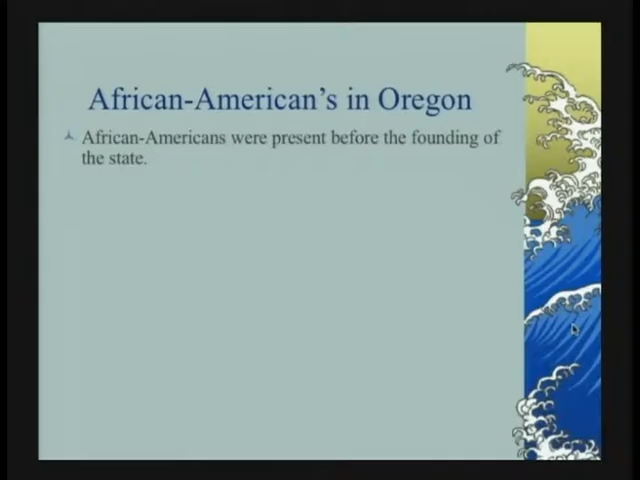 African-American's in Oregon
African-Americans were present before the founding of
the state.